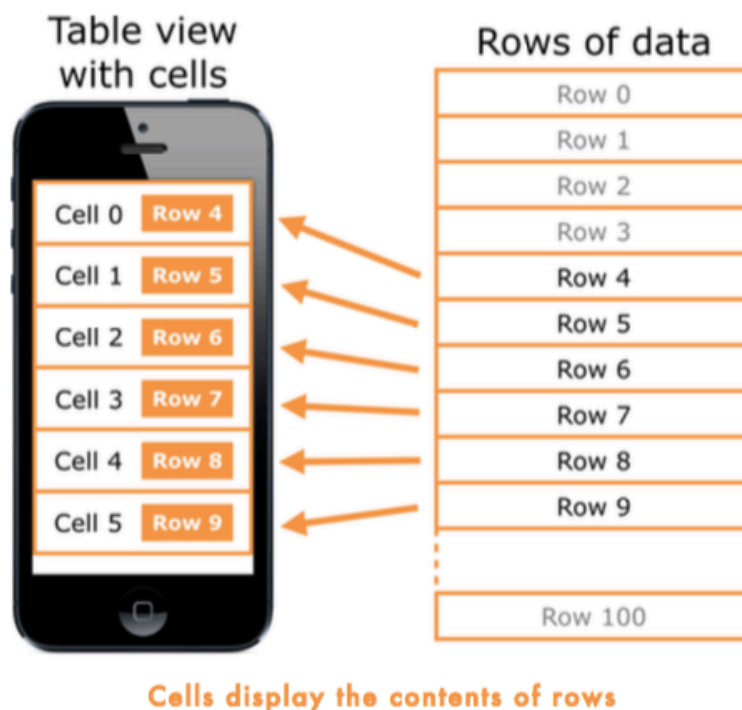 Table view
with cells
Cell 0 Row 4
Cell 1 Row 5
Cell 2 Row 6
Cell 3 Row 7
Cell 4 Row 8
Cell 5 Row 9
Rows of data
Row 0
Row 1
Row 2
Row 3
Row 4
Row 5
Row 6
Row 7
Row 8
Row 9
Row 100
Cells display the contents of rows